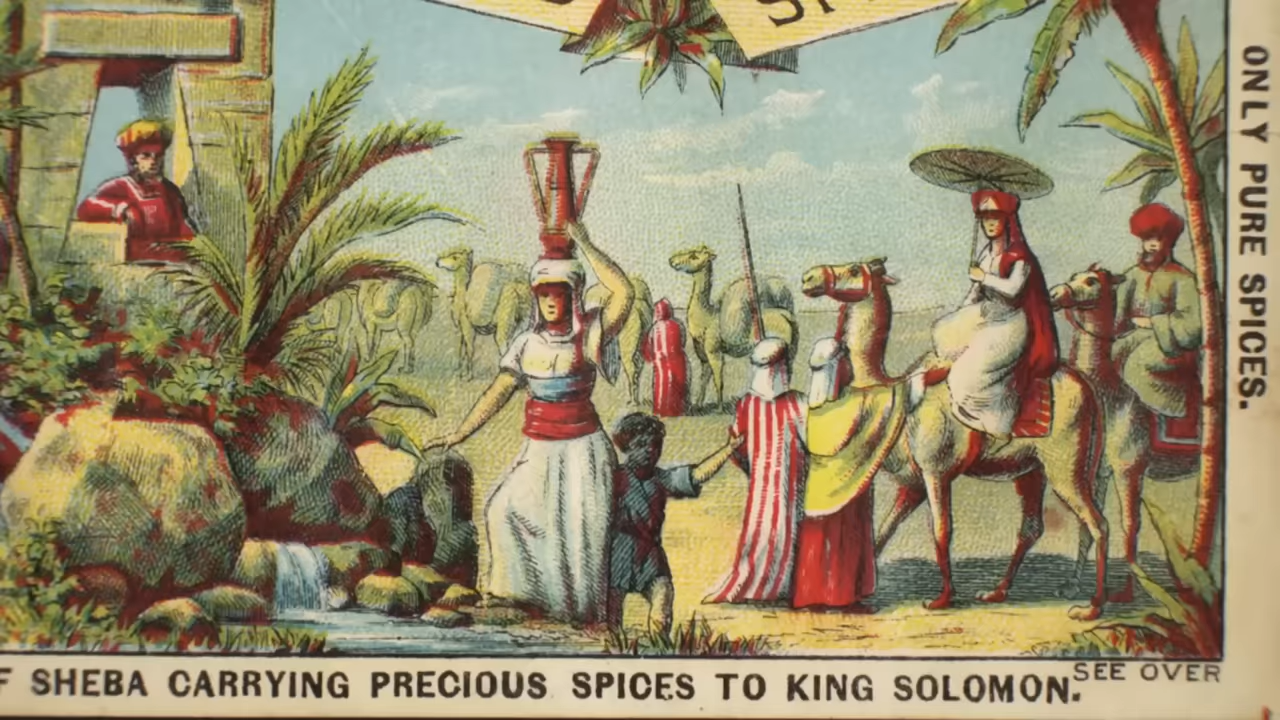 F SHEBA CARRYING PRECIOUS SPICES TO KING SOLOMON.
SEE OVER
ONLY PURE SPICES.